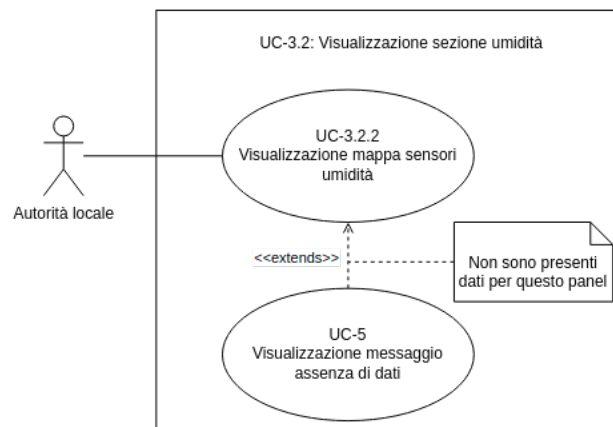 UC-3.2: Visualizzazione sezione umidità
UC-3.2.2
Visualizzazione mappa sensori
umidità
Autorità locale
<<extends>>
Non sono presenti
dati per questo panel
UC-5
Visualizzazione messaggio
assenza di dati